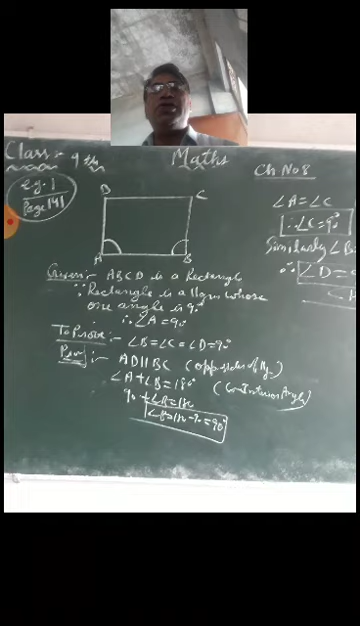 Class:- 9th Maths Ch No 8
e.g. 1
Page 141
D C
A B
Given:- ABCD is a Rectangle
∵ Rectangle is a llgm whose
one angle is 90°
∴ ∠A = 90°
To Prove:- ∠B = ∠C = ∠D = 90°
Proof:- AD ∥ BC (opp. sides of llgm)
∠A + ∠B = 180° (Co-interior Angle)
90 + ∠B = 180
∠B = 180 - 90 = 90°
∠A = ∠C
∴ ∠C = 90°
Similarly ∠B =
∴ ∠D =